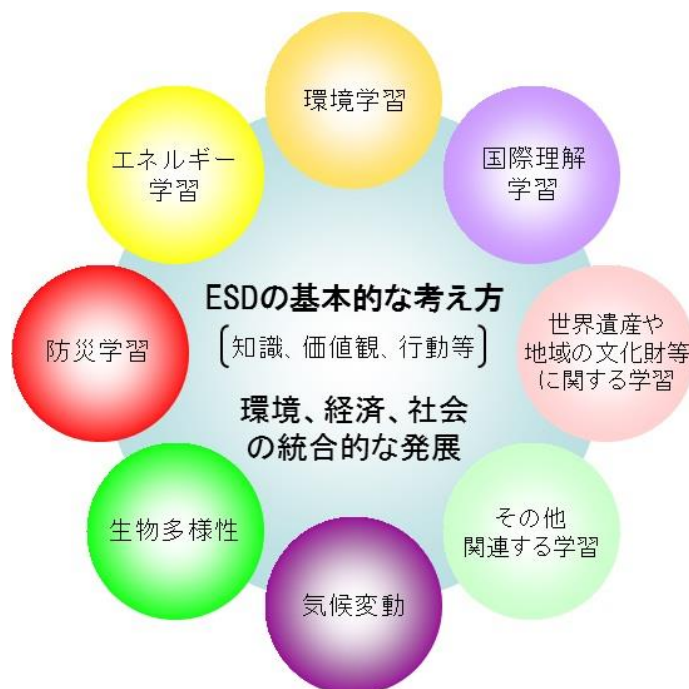 環境学習
国際理解
学習
世界遺産や
地域の文化財等
に関する学習
その他
関連する学習
気候変動
生物多様性
防災学習
エネルギー
学習
ESDの基本的な考え方
〔知識、価値観、行動等〕
環境、経済、社会
の統合的な発展